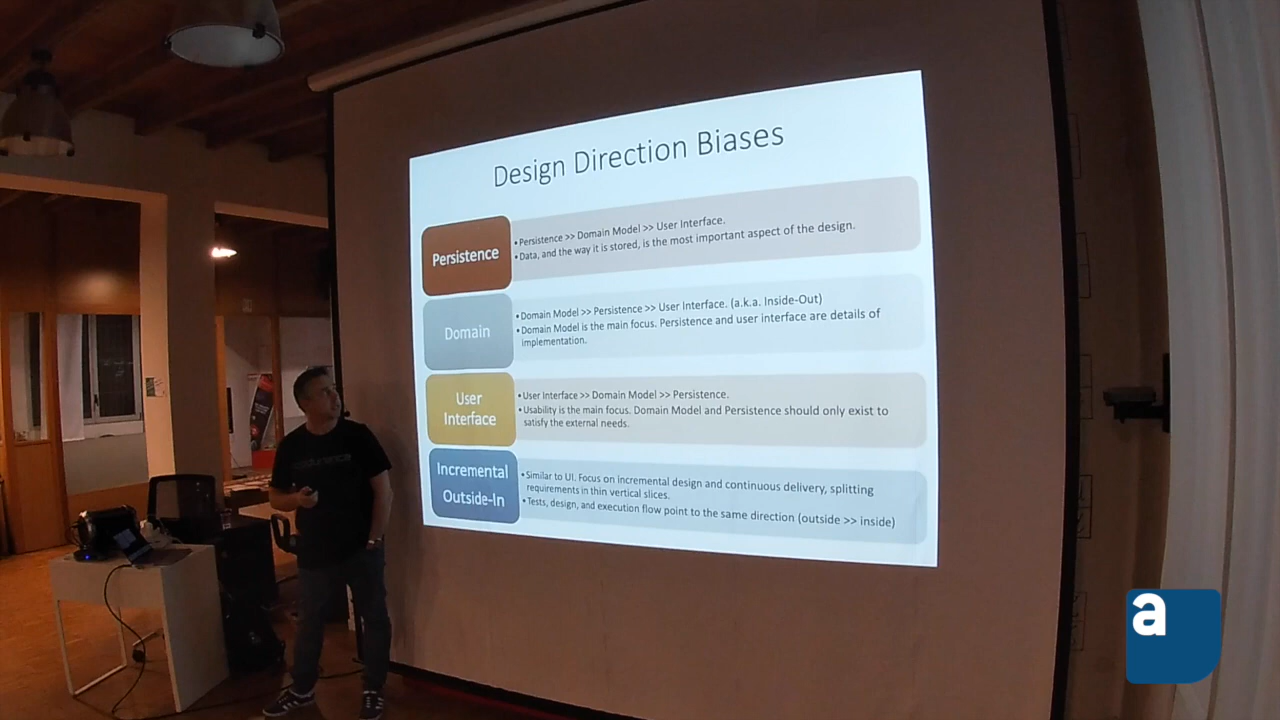 Design Direction Biases
Persistence
• Persistence >> Domain Model >> User Interface.
• Data, and the way it is stored, is the most important aspect of the design.
Domain
• Domain Model >> Persistence >> User Interface. (a.k.a. Inside-Out)
• Domain Model is the main focus. Persistence and user interface are details of
implementation.
User
Interface
• User Interface >> Domain Model >> Persistence.
• Usability is the main focus. Domain Model and Persistence should only exist to
satisfy the external needs.
Incremental
Outside-In
• Similar to UI. Focus on incremental design and continuous delivery, splitting
requirements in thin vertical slices.
• Tests, design, and execution flow point to the same direction (outside >> inside)
a